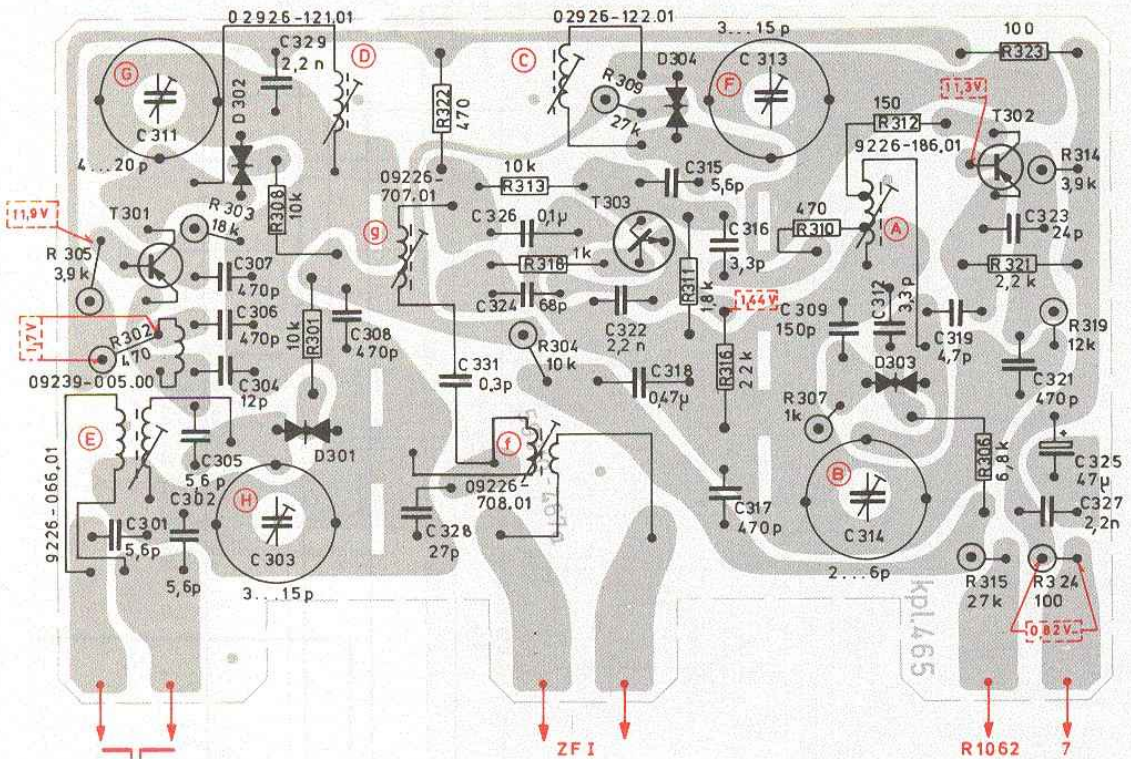 02926-121.01
02926-122.01
3...15p
100
R323
G
C329
2,2n
D
C
D304
F
C 313
R322
470
R309
27k
D302
C311
4...20p
150
R312
9226-186.01
11,3V
T302
R314
3,9k
09226-
707.01
10k
R313
C315
5,6p
R308
10k
R303
18k
T301
11,9V
R305
3,9k
g
C326
0,1µ
T303
470
R310
A
C316
3,3p
C323
24p
R318
1k
R311
1,8k
R321
2,2k
C307
470p
C324
68p
1,44V
C309
150p
C312
3,3p
C306
470p
R301
10k
C308
470p
C322
2,2n
R304
10k
R316
2,2k
C319
4,7p
R319
12k
1,7V
R302
470
09239-005.00
C304
12p
C331
0,3p
C318
0,47µ
D303
R307
1k
C321
470p
E
9226-066.01
C305
5,6p
D301
f
09226-
708.01
R306
6,8k
C325
47µ
+
C302
5,6p
C301
5,6p
H
C303
3...15p
C328
27p
C317
470p
B
C314
2...6p
C327
2,2n
R315
27k
R324
100
0,82V
kpl.465
ZF I
R1062
7